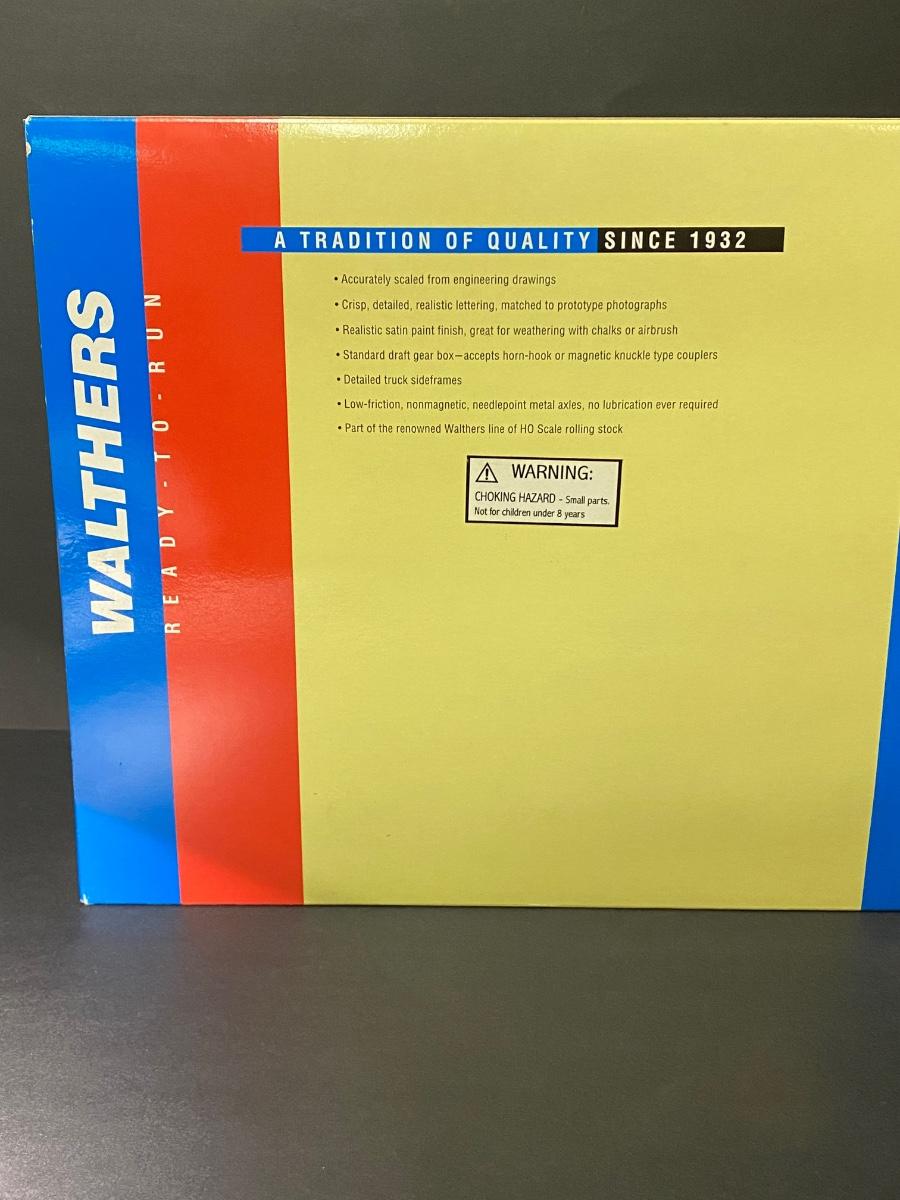 A TRADITION OF QUALITY SINCE 1932
• Accurately scaled from engineering drawings
• Crisp, detailed, realistic lettering, matched to prototype photographs
• Realistic satin paint finish, great for weathering with chalks or airbrush
• Standard draft gear box—accepts horn-hook or magnetic knuckle type couplers
• Detailed truck sideframes
• Low-friction, nonmagnetic, needlepoint metal axles, no lubrication ever required
• Part of the renowned Walthers line of HO Scale rolling stock
WARNING:
CHOKING HAZARD - Small parts.
Not for children under 8 years
WALTHERS
READY-TO-RUN